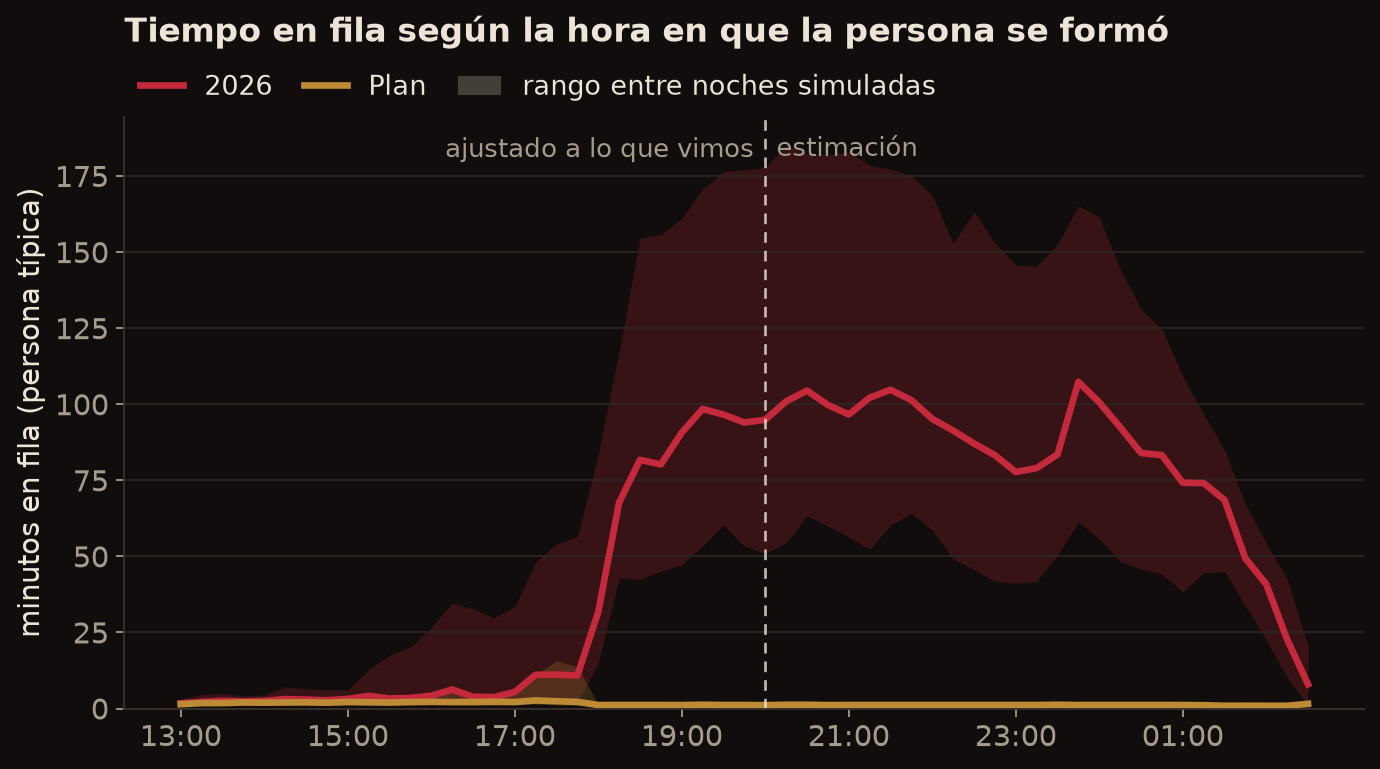 Tiempo en fila según la hora en que la persona se formó
2026 Plan rango entre noches simuladas
ajustado a lo que vimos estimación
minutos en fila (persona típica)
175
150
125
100
75
50
25
0
13:00 15:00 17:00 19:00 21:00 23:00 01:00